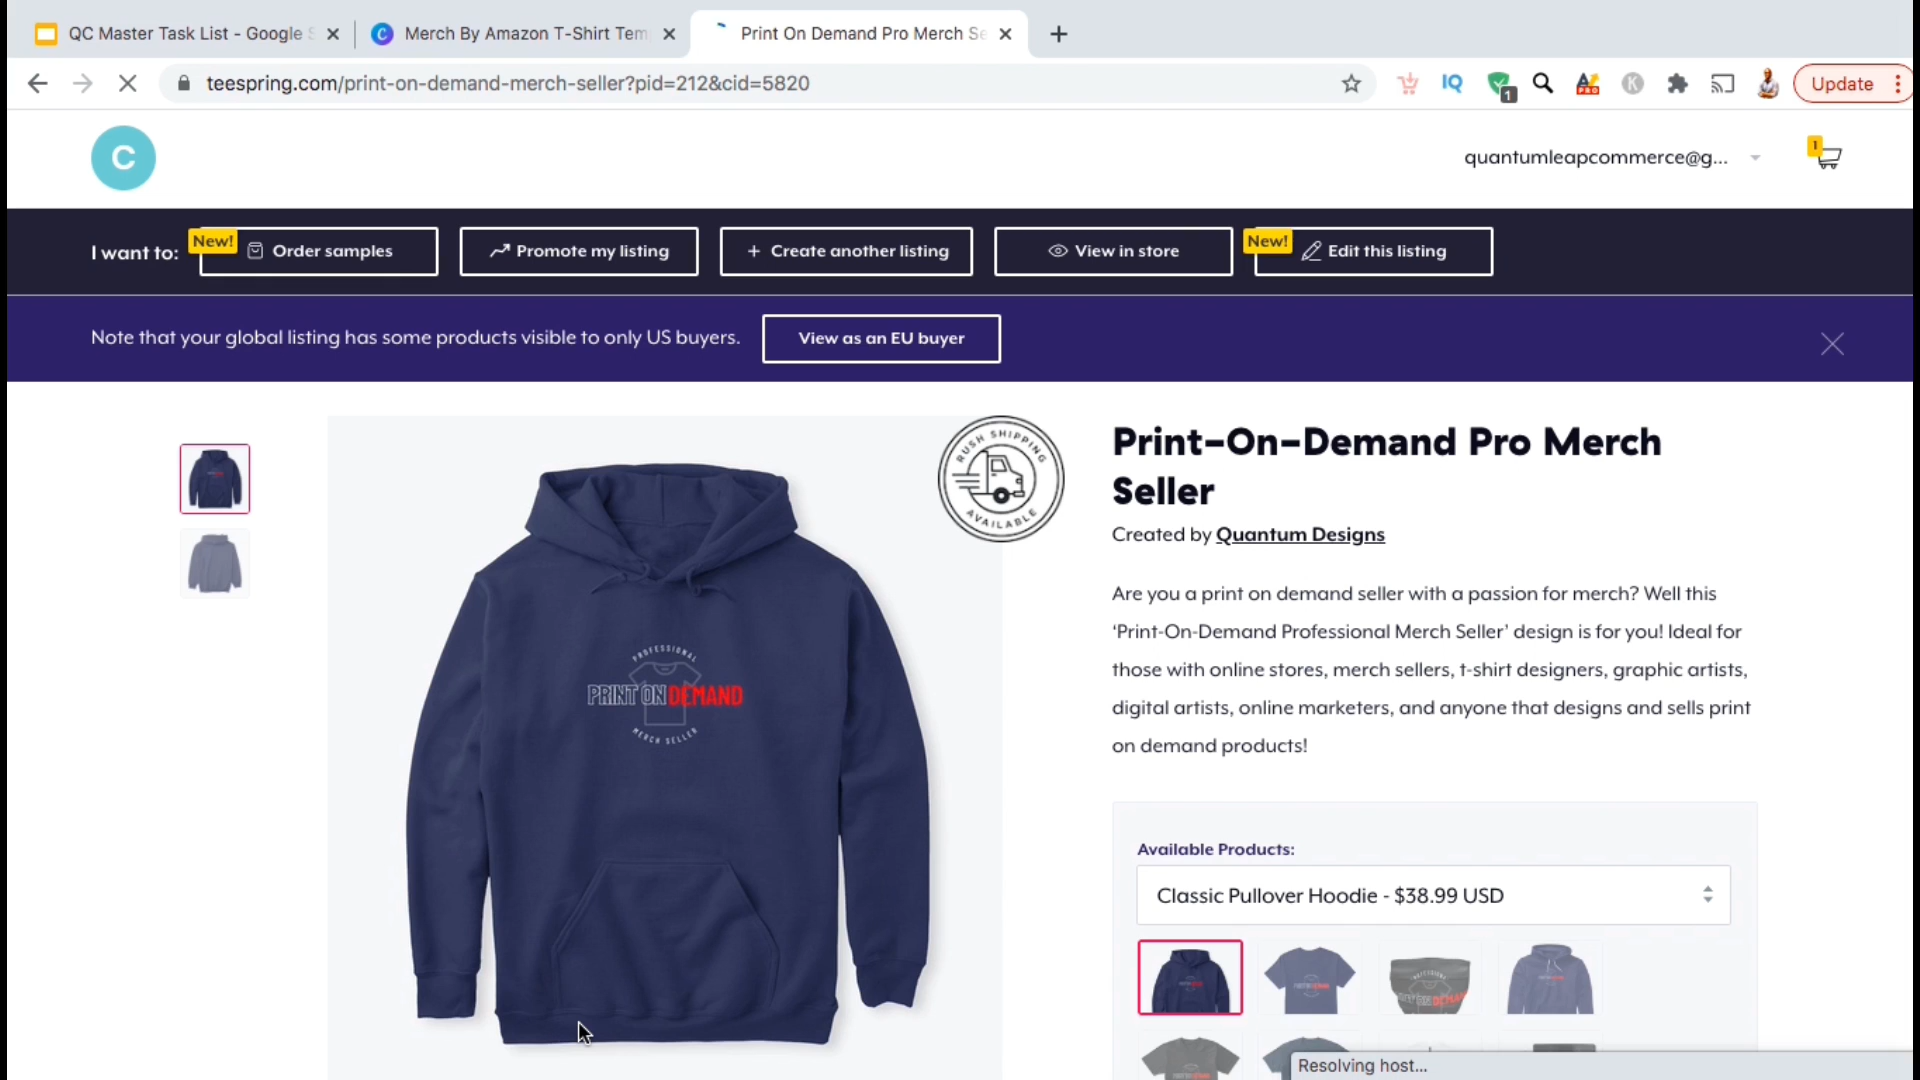 QC Master Task List - Google S
Merch By Amazon T-Shirt Tem
Print On Demand Pro Merch Se
teespring.com/print-on-demand-merch-seller?pid=212&cid=5820
IQ
1
PRO
K
Update
C
quantumleapcommerce@g...
1
I want to:
New!
Order samples
Promote my listing
+ Create another listing
View in store
New!
Edit this listing
Note that your global listing has some products visible to only US buyers.
View as an EU buyer
RUSH SHIPPING
AVAILABLE
PROFESSIONAL
PRINT ON DEMAND
MERCH SELLER
Print-On-Demand Pro Merch
Seller
Created by Quantum Designs
Are you a print on demand seller with a passion for merch? Well this
‘Print-On-Demand Professional Merch Seller’ design is for you! Ideal for
those with online stores, merch sellers, t-shirt designers, graphic artists,
digital artists, online marketers, and anyone that designs and sells print
on demand products!
Available Products:
Classic Pullover Hoodie - $38.99 USD
Resolving host...